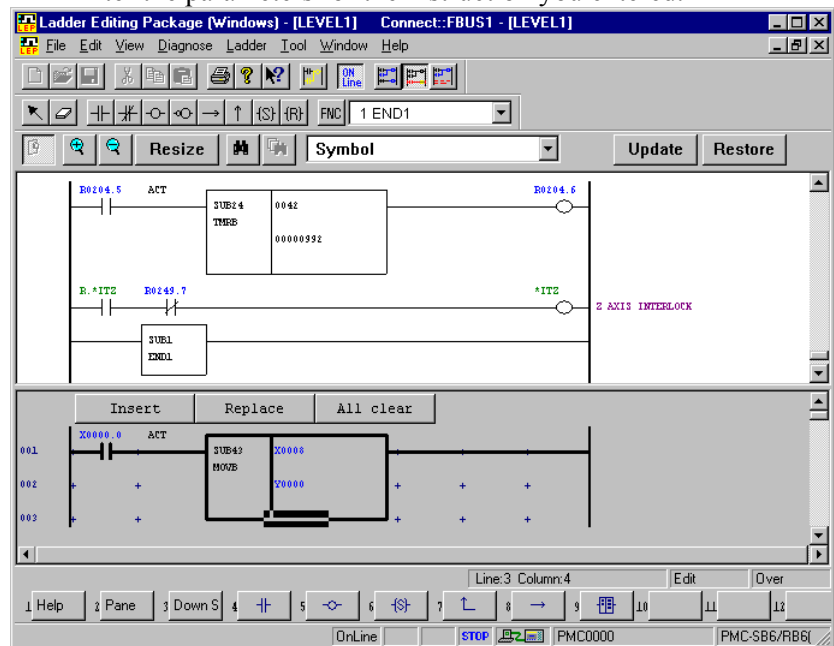 Ladder Editing Package (Windows) - [LEVEL1] Connect::FBUS1 - [LEVEL1]
File Edit View Diagnose Ladder Tool Window Help
ON Line
{S} {R} FNC 1 END1
Resize Symbol Update Restore
R0204.5 ACT R0204.6
SUB24 0042
TMRB
00000992
R.*ITZ R0249.7 *ITZ
Z AXIS INTERLOCK
SUB1
END1
Insert Replace All clear
X0000.0 ACT
001 SUB43 X0008
MOVB
002 Y0000
003
Line:3 Column:4 Edit Over
1 Help 2 Pane 3 Down S 4 5 6 {S} 7 8 9 10 11 12
OnLine STOP PMC0000 PMC-SB6/RB6(